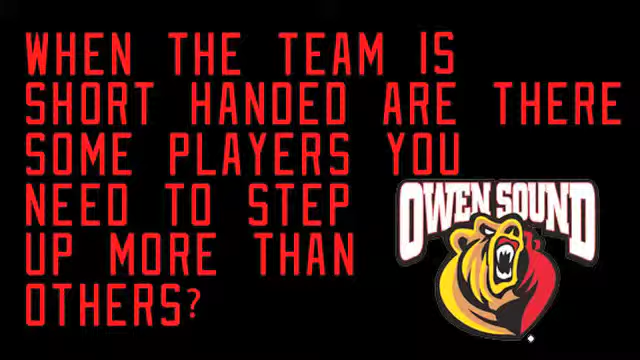 WHEN THE TEAM IS
SHORT HANDED ARE THERE
SOME PLAYERS YOU
NEED TO STEP
UP MORE THAN
OTHERS?
OWEN SOUND